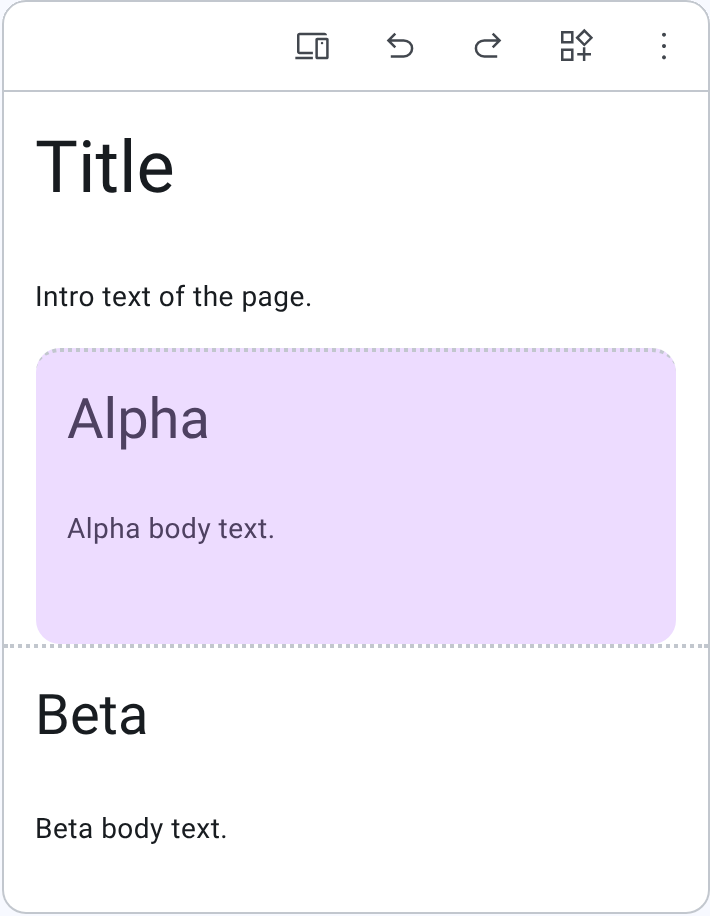 Title
Intro text of the page.
Alpha
Alpha body text.
Beta
Beta body text.